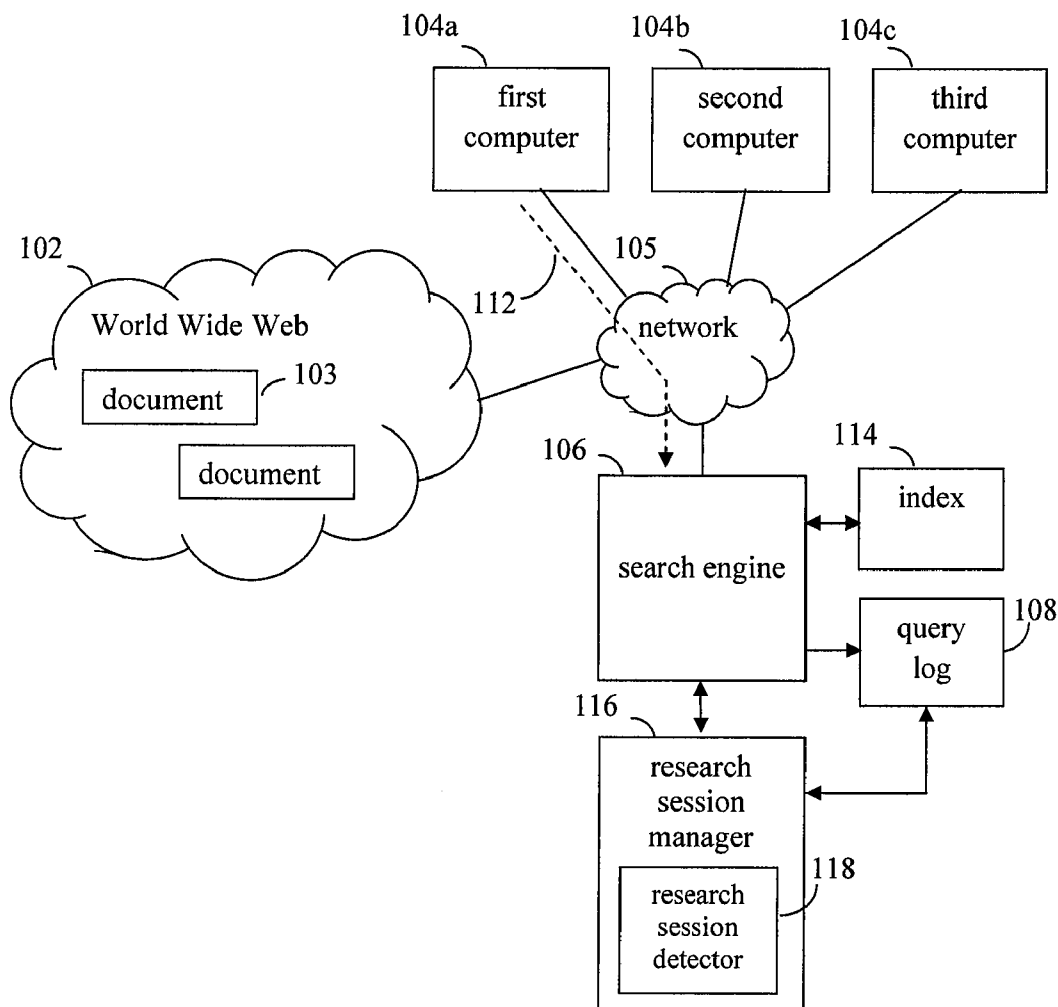 104a
104b
104c
first
computer
second
computer
third
computer
102
105
112
World Wide Web
network
103
document
document
106
114
search engine
index
108
query
log
116
research
session
manager
118
research
session
detector